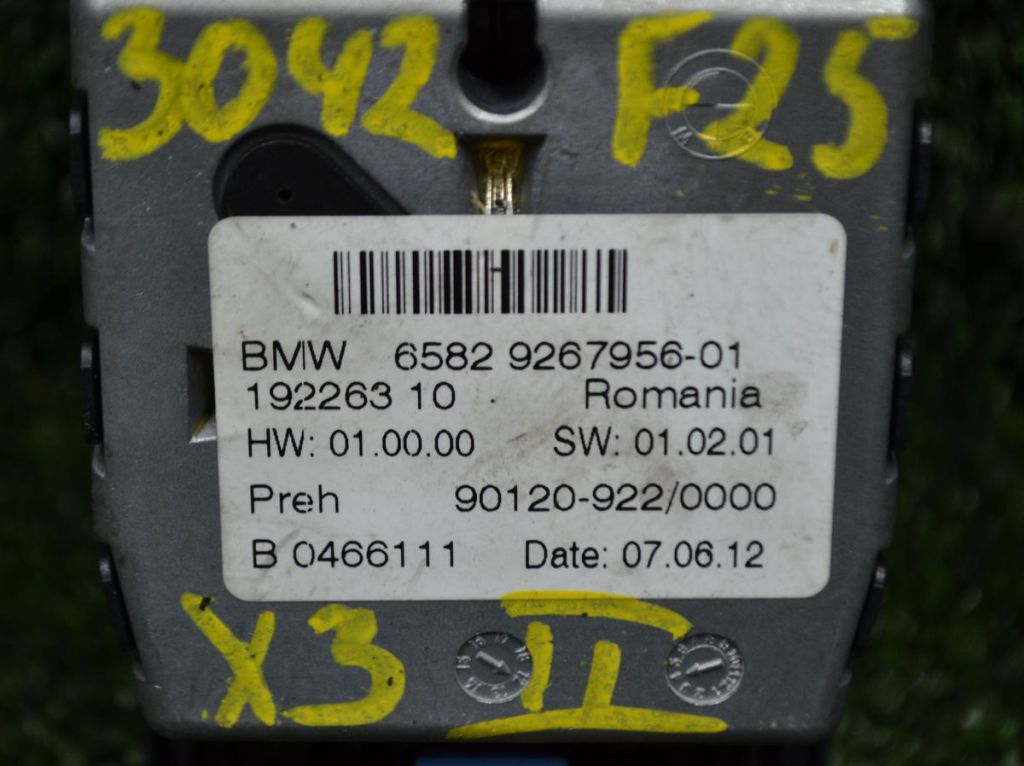 3042 F25
BMW 6582 9267956-01
192263 10 Romania
HW: 01.00.00 SW: 01.02.01
Preh 90120-922/0000
B 0466111 Date: 07.06.12
X3 II